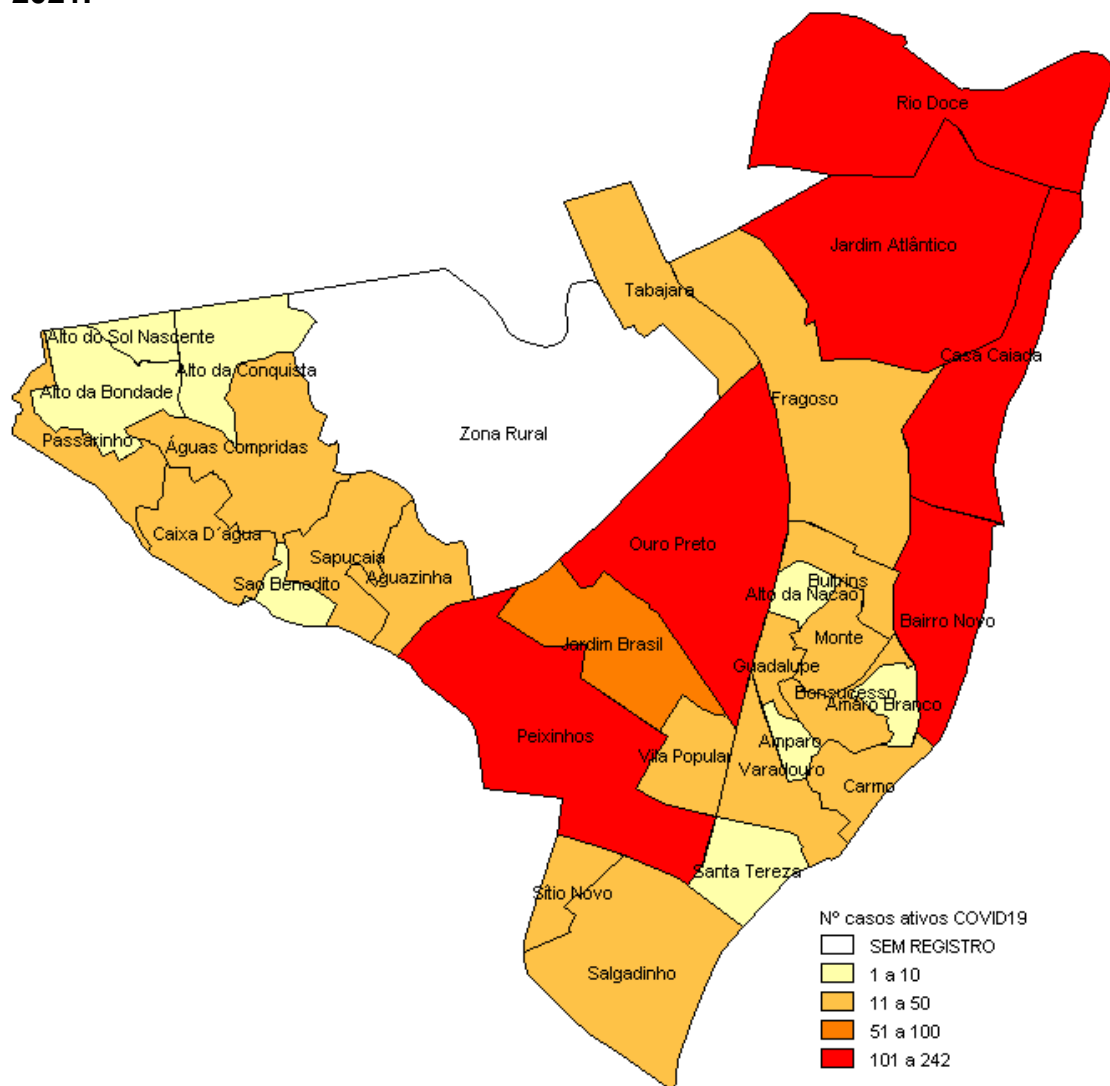 2021.
Rio Doce
Jardim Atlântico
Tabajara
Casa Caiada
Alto do Sol Nascente
Alto da Conquista
Alto da Bondade
Fragoso
Zona Rural
Passarinho
Águas Compridas
Caixa D´água
Ouro Preto
Sapucaia
Aguazinha
Sao Benedito
Bultrins
Alto da Nacao
Bairro Novo
Jardim Brasil
Monte
Guadalupe
Bonsucesso
Amaro Branco
Peixinhos
Amparo
Vila Popular
Varadouro
Carmo
Santa Tereza
Sítio Novo
Salgadinho
Nº casos ativos COVID19
SEM REGISTRO
1 a 10
11 a 50
51 a 100
101 a 242